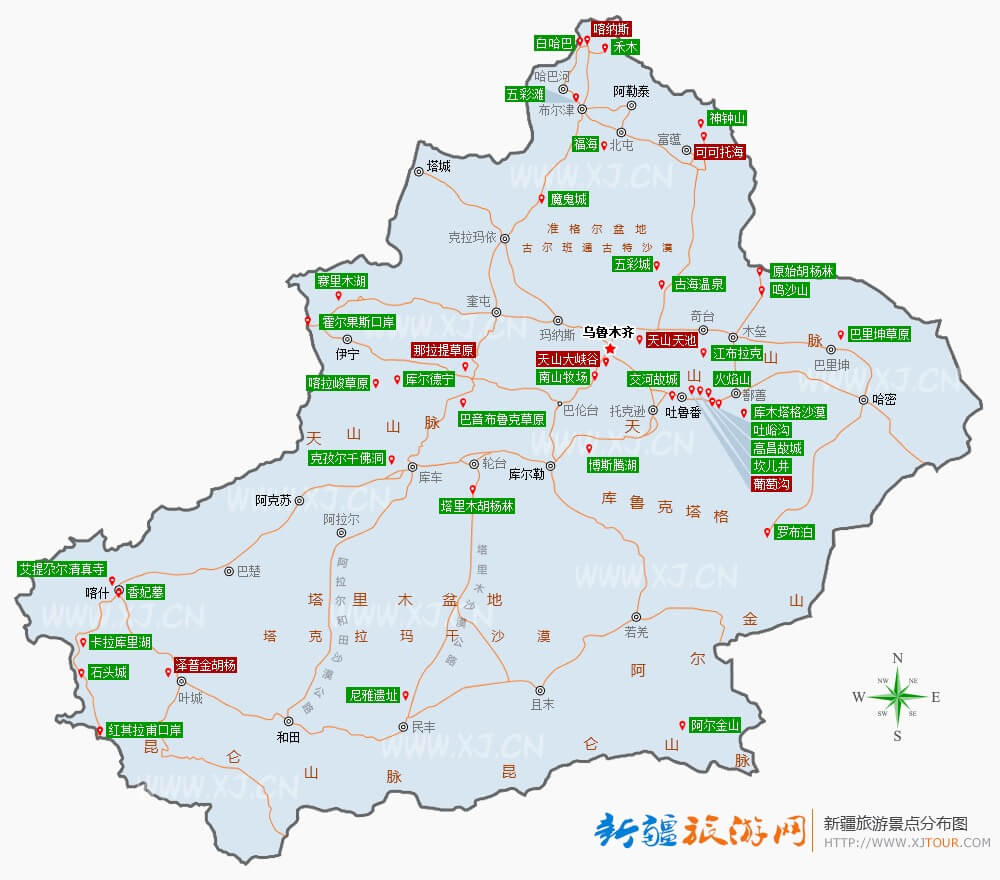 喀纳斯
白哈巴
禾木
哈巴河
阿勒泰
五彩滩
布尔津
神钟山
福海
北屯
富蕴
可可托海
塔城
WWW.XJ.CN
魔鬼城
准格尔盆地
克拉玛依
古尔班通古特沙漠
五彩城
原始胡杨林
赛里木湖
古海温泉
鸣沙山
奎屯
霍尔果斯口岸
WWW.XJ.CN
玛纳斯
乌鲁木齐
奇台
木垒
巴里坤草原
伊宁
那拉提草原
天山大峡谷
天山天池
江布拉克
巴里坤
喀拉峻草原
库尔德宁
南山牧场
交河故城
火焰山
鄯善
哈密
巴音布鲁克草原
巴伦台
托克逊
吐鲁番
库木塔格沙漠
吐峪沟
天山山脉
天山山脉
WWW.XJ.CN
高昌故城
克孜尔千佛洞
轮台
库尔勒
博斯腾湖
坎儿井
库车
葡萄沟
阿克苏
WWW.XJ.CN
塔里木胡杨林
库鲁克塔格
阿拉尔
罗布泊
艾提尕尔清真寺
巴楚
WWW.XJ.CN
喀什
香妃墓
阿拉尔和田沙漠公路
塔里木沙漠公路
塔里木盆地
WWW.XJ.CN
塔克拉玛干沙漠
若羌
卡拉库里湖
阿尔金山
石头城
泽普金胡杨
叶城
尼雅遗址
且末
N
NW
NE
W
E
SW
SE
S
红其拉甫口岸
和田
民丰
阿尔金山
WWW.XJ.CN
昆仑山脉
昆仑山脉
WWW.XJ.CN
新疆旅游网
新疆旅游景点分布图
HTTP://WWW.XJTOUR.COM